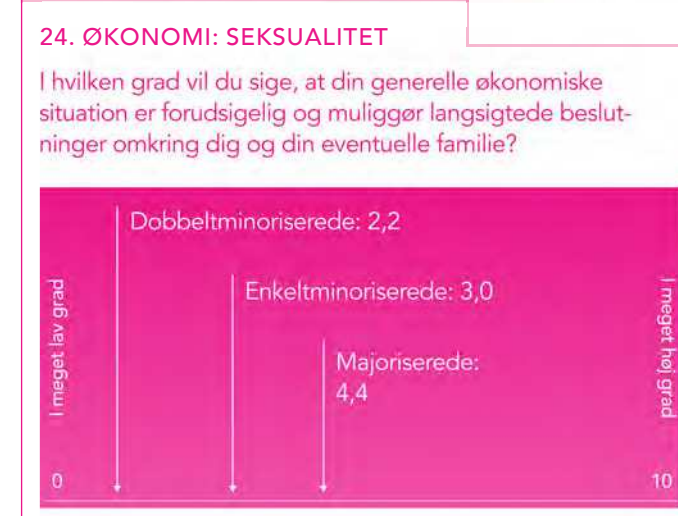 24. ØKONOMI: SEKSUALITET
I hvilken grad vil du sige, at din generelle økonomiske
situation er forudsigelig og muliggør langsigtede beslut-
ninger omkring dig og din eventuelle familie?
Dobbeltminoriserede: 2,2
Enkeltminoriserede: 3,0
Majoriserede:
4,4
I meget lav grad
I meget høj grad
0
10